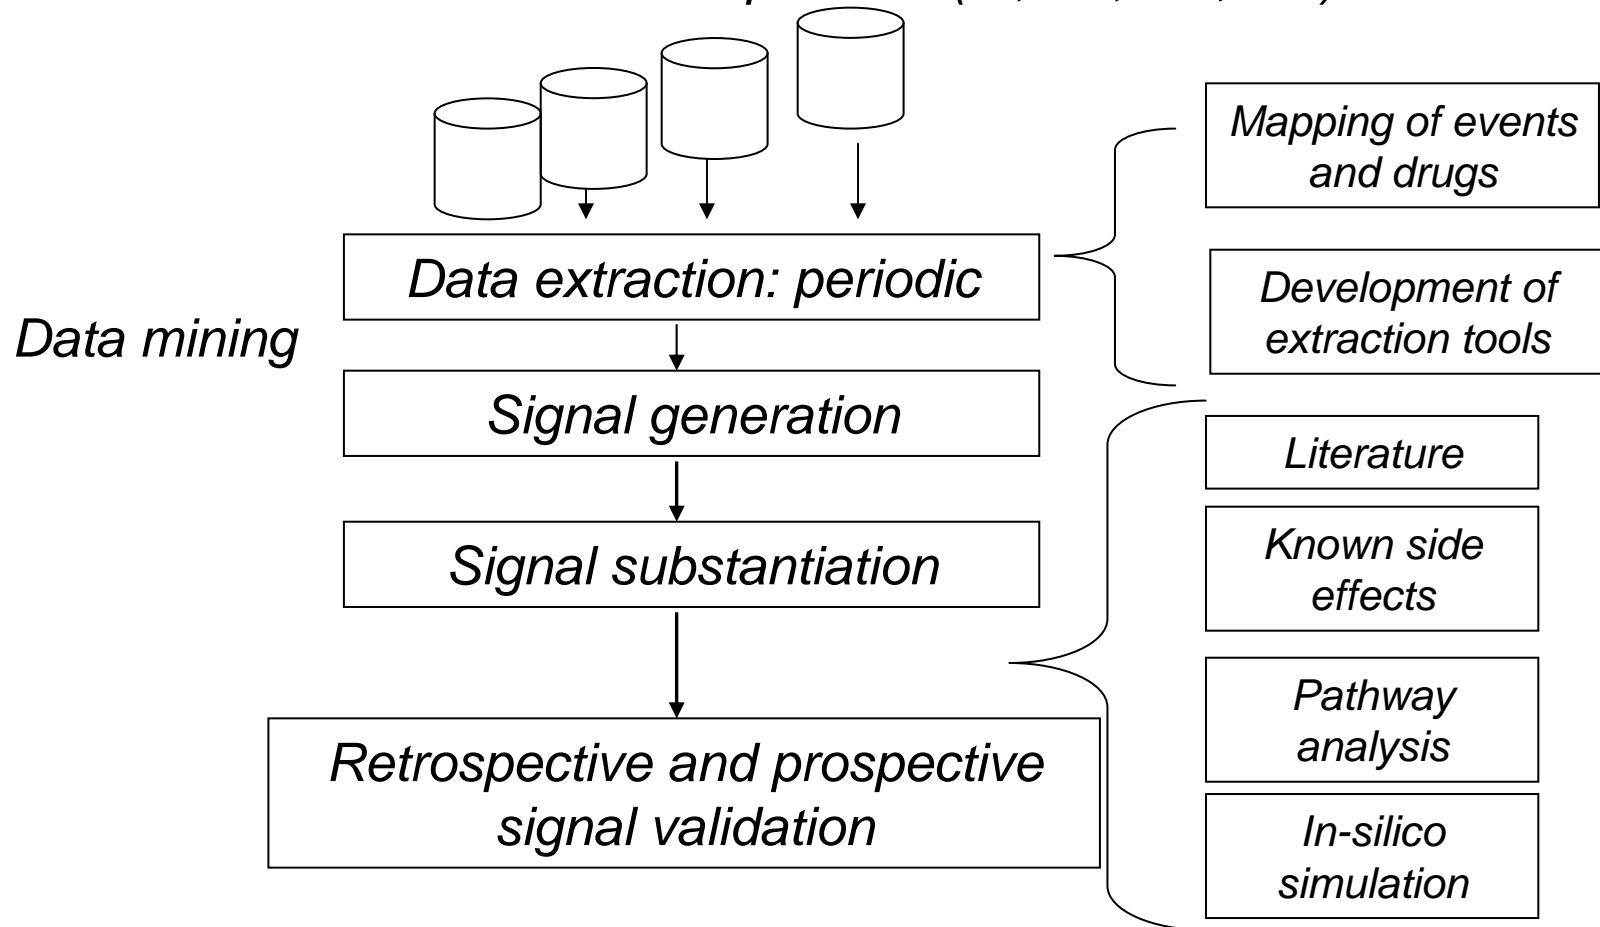 Data extraction: periodic
Data mining
Signal generation
Signal substantiation
Retrospective and prospective
signal validation
Mapping of events
and drugs
Development of
extraction tools
Literature
Known side
effects
Pathway
analysis
In-silico
simulation